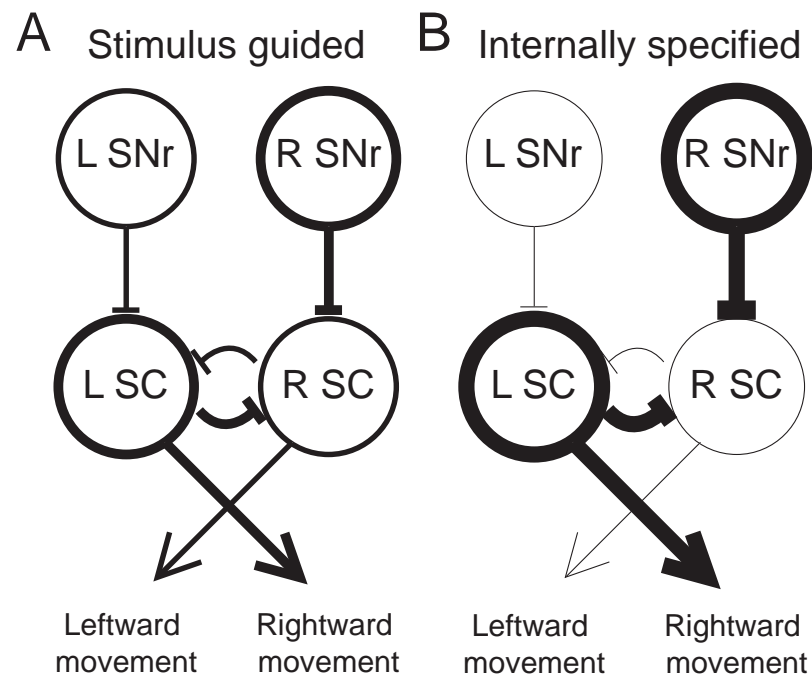 A Stimulus guided
L SNr
R SNr
L SC
R SC
Leftward
movement
Rightward
movement
B Internally specified
L SNr
R SNr
L SC
R SC
Leftward
movement
Rightward
movement